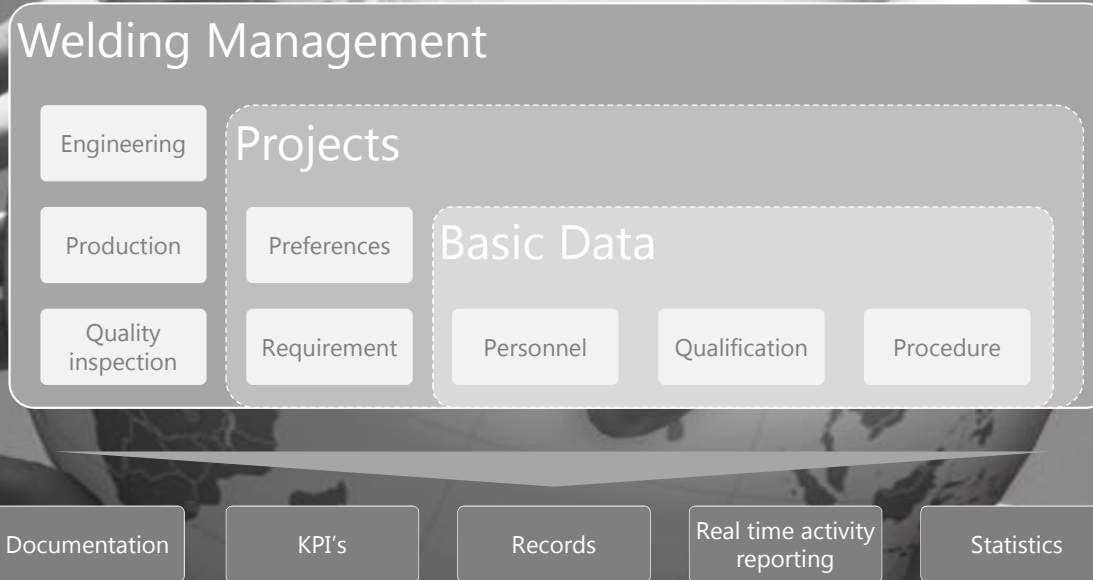 Welding Management
Engineering
Projects
Production
Preferences
Basic Data
Quality
inspection
Requirement
Personnel
Qualification
Procedure
Documentation
KPI's
Records
Real time activity
reporting
Statistics